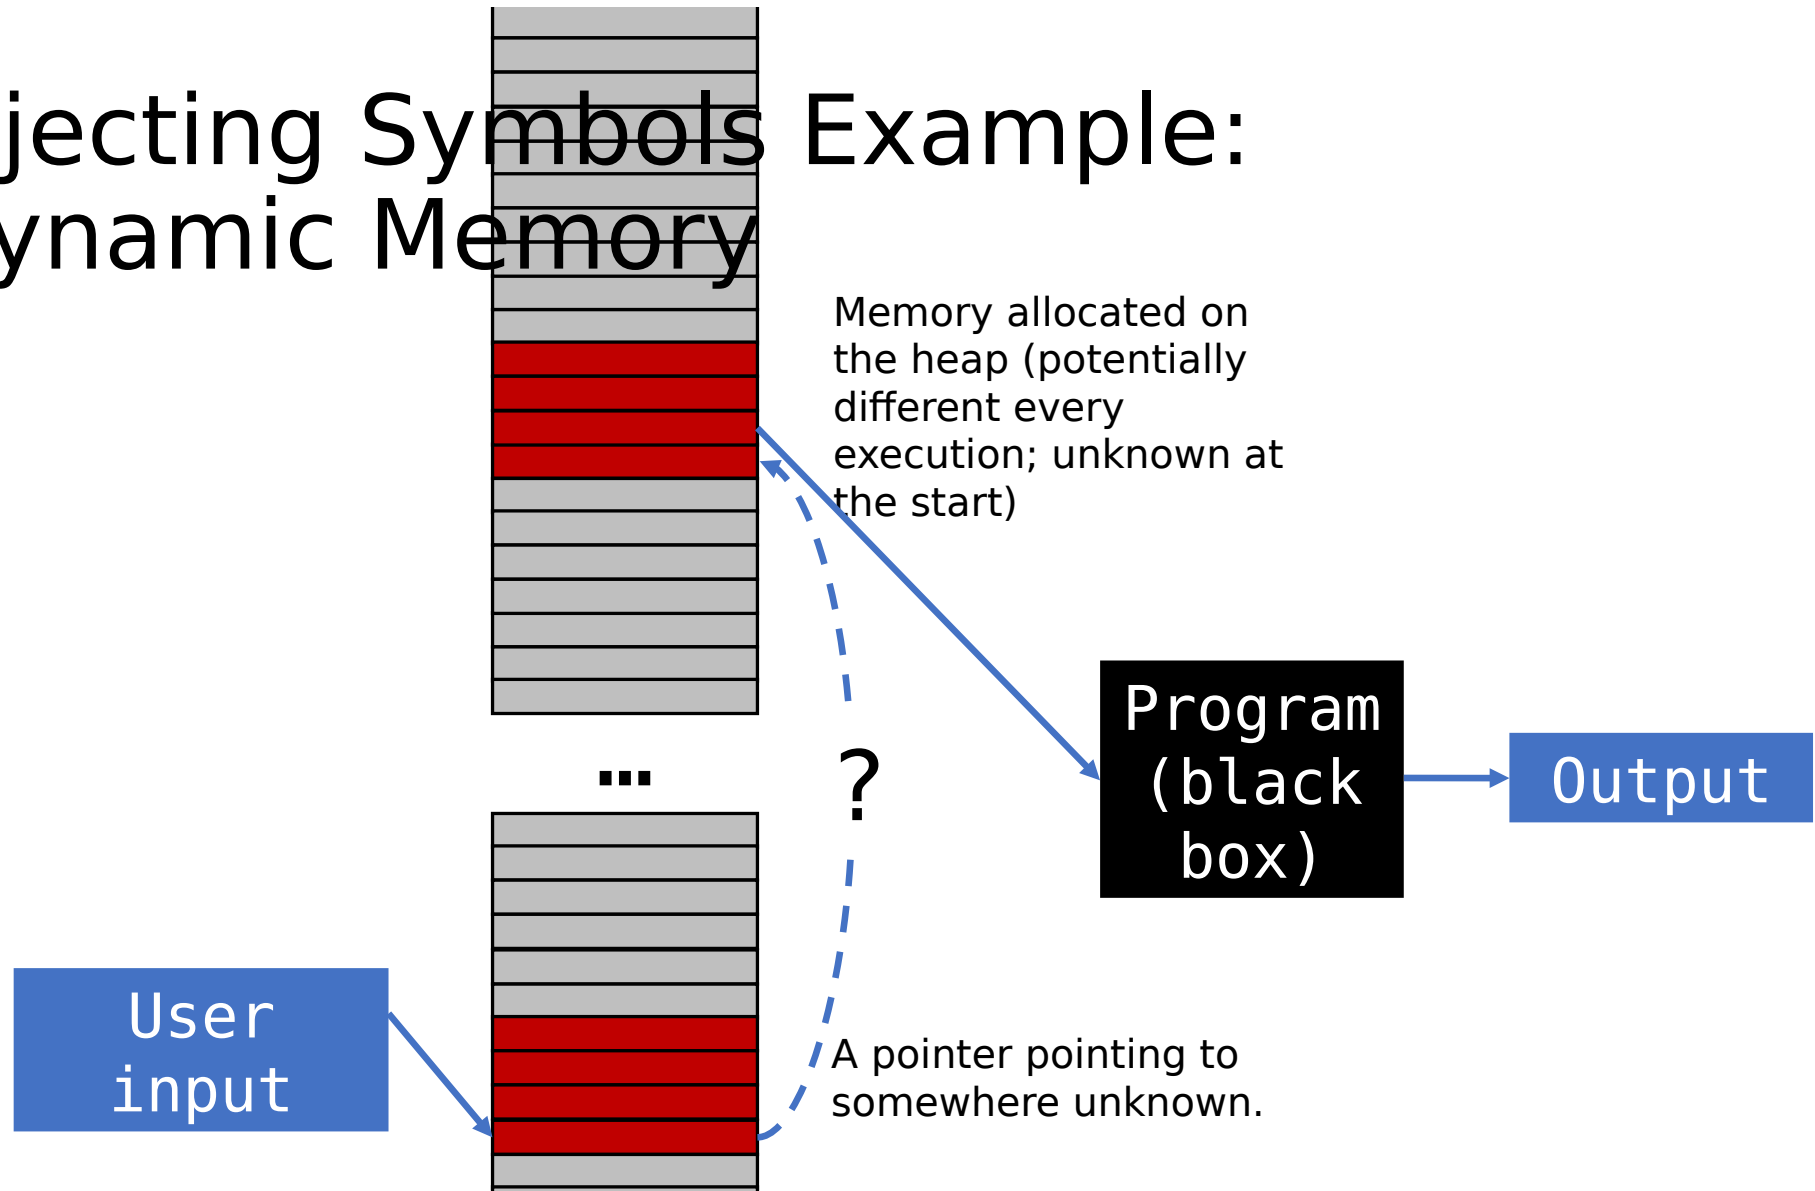 jecting Symbols Example:
ynamic Memory
Memory allocated on
the heap (potentially
different every
execution; unknown at
the start)
Program
(black
box)
Output
...
?
User
input
A pointer pointing to
somewhere unknown.